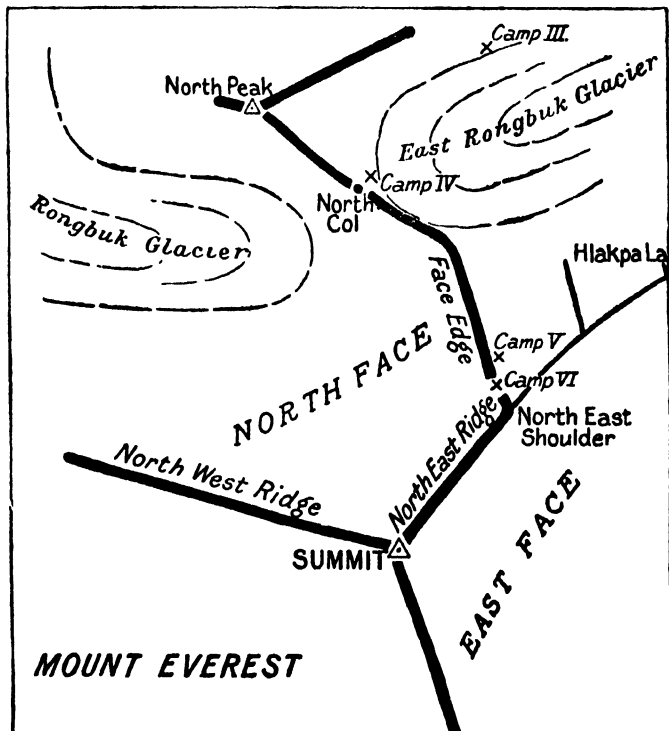 Camp III.
North Peak
East Rongbuk Glacier
Camp IV
North
Col
Rongbuk Glacier
Hlakpa La
Face Edge
NORTH FACE
Camp V
Camp VI
North East
Shoulder
North East Ridge
North West Ridge
SUMMIT
EAST FACE
MOUNT EVEREST